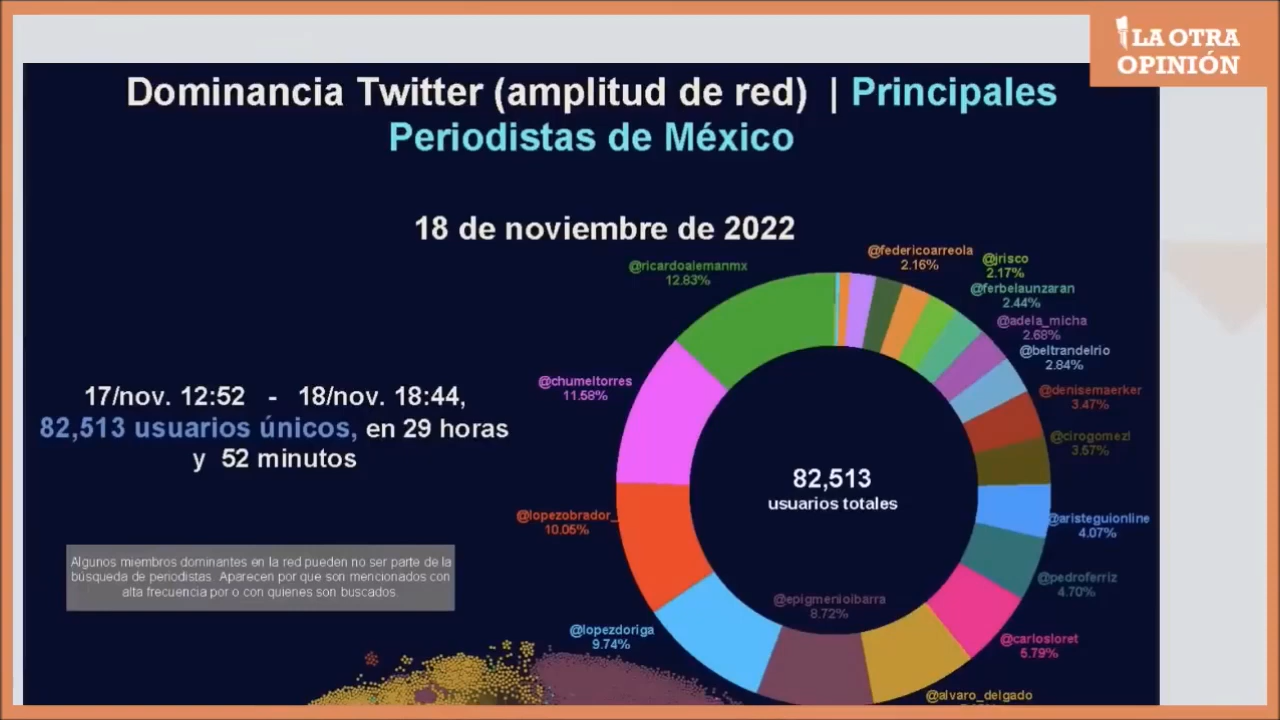 LA OTRA
OPINIÓN
Dominancia Twitter (amplitud de red) | Principales
Periodistas de México
18 de noviembre de 2022
@federicoarreola
2.16%
@jrisco
2.17%
@ricardoalemanmx
12.83%
@ferbelaunzaran
2.44%
@adela_micha
2.68%
@beltrandelrio
2.84%
@chumeltorres
11.58%
@denisemaerker
3.47%
17/nov. 12:52 - 18/nov. 18:44,
82,513 usuarios únicos, en 29 horas
y 52 minutos
@cirogomezl
3.57%
82,513
usuarios totales
@lopezobrador_
10.05%
@aristeguionline
4.07%
Algunos miembros dominantes en la red pueden no ser parte de la
búsqueda de periodistas. Aparecen por que son mencionados con
alta frecuencia por o con quienes son buscados.
@pedroferriz
4.70%
@epigmenioibarra
8.72%
@lopezdoriga
9.74%
@carlosloret
5.79%
@alvaro_delgado